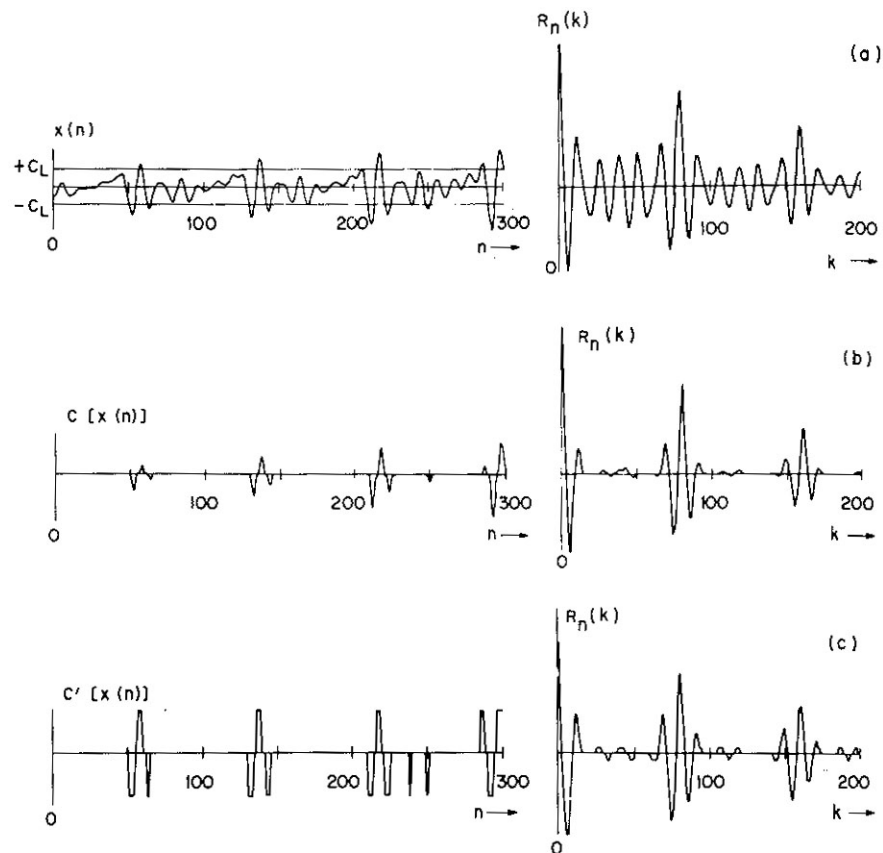 R_n(k)
(a)
x(n)
+C_L
-C_L
0 100 200 300
n →
0 100 200
k →
R_n(k)
(b)
C [x(n)]
0 100 200 300
n →
0 100 200
k →
R_n(k)
(c)
C' [x(n)]
0 100 200 300
n →
0 100 200
k →